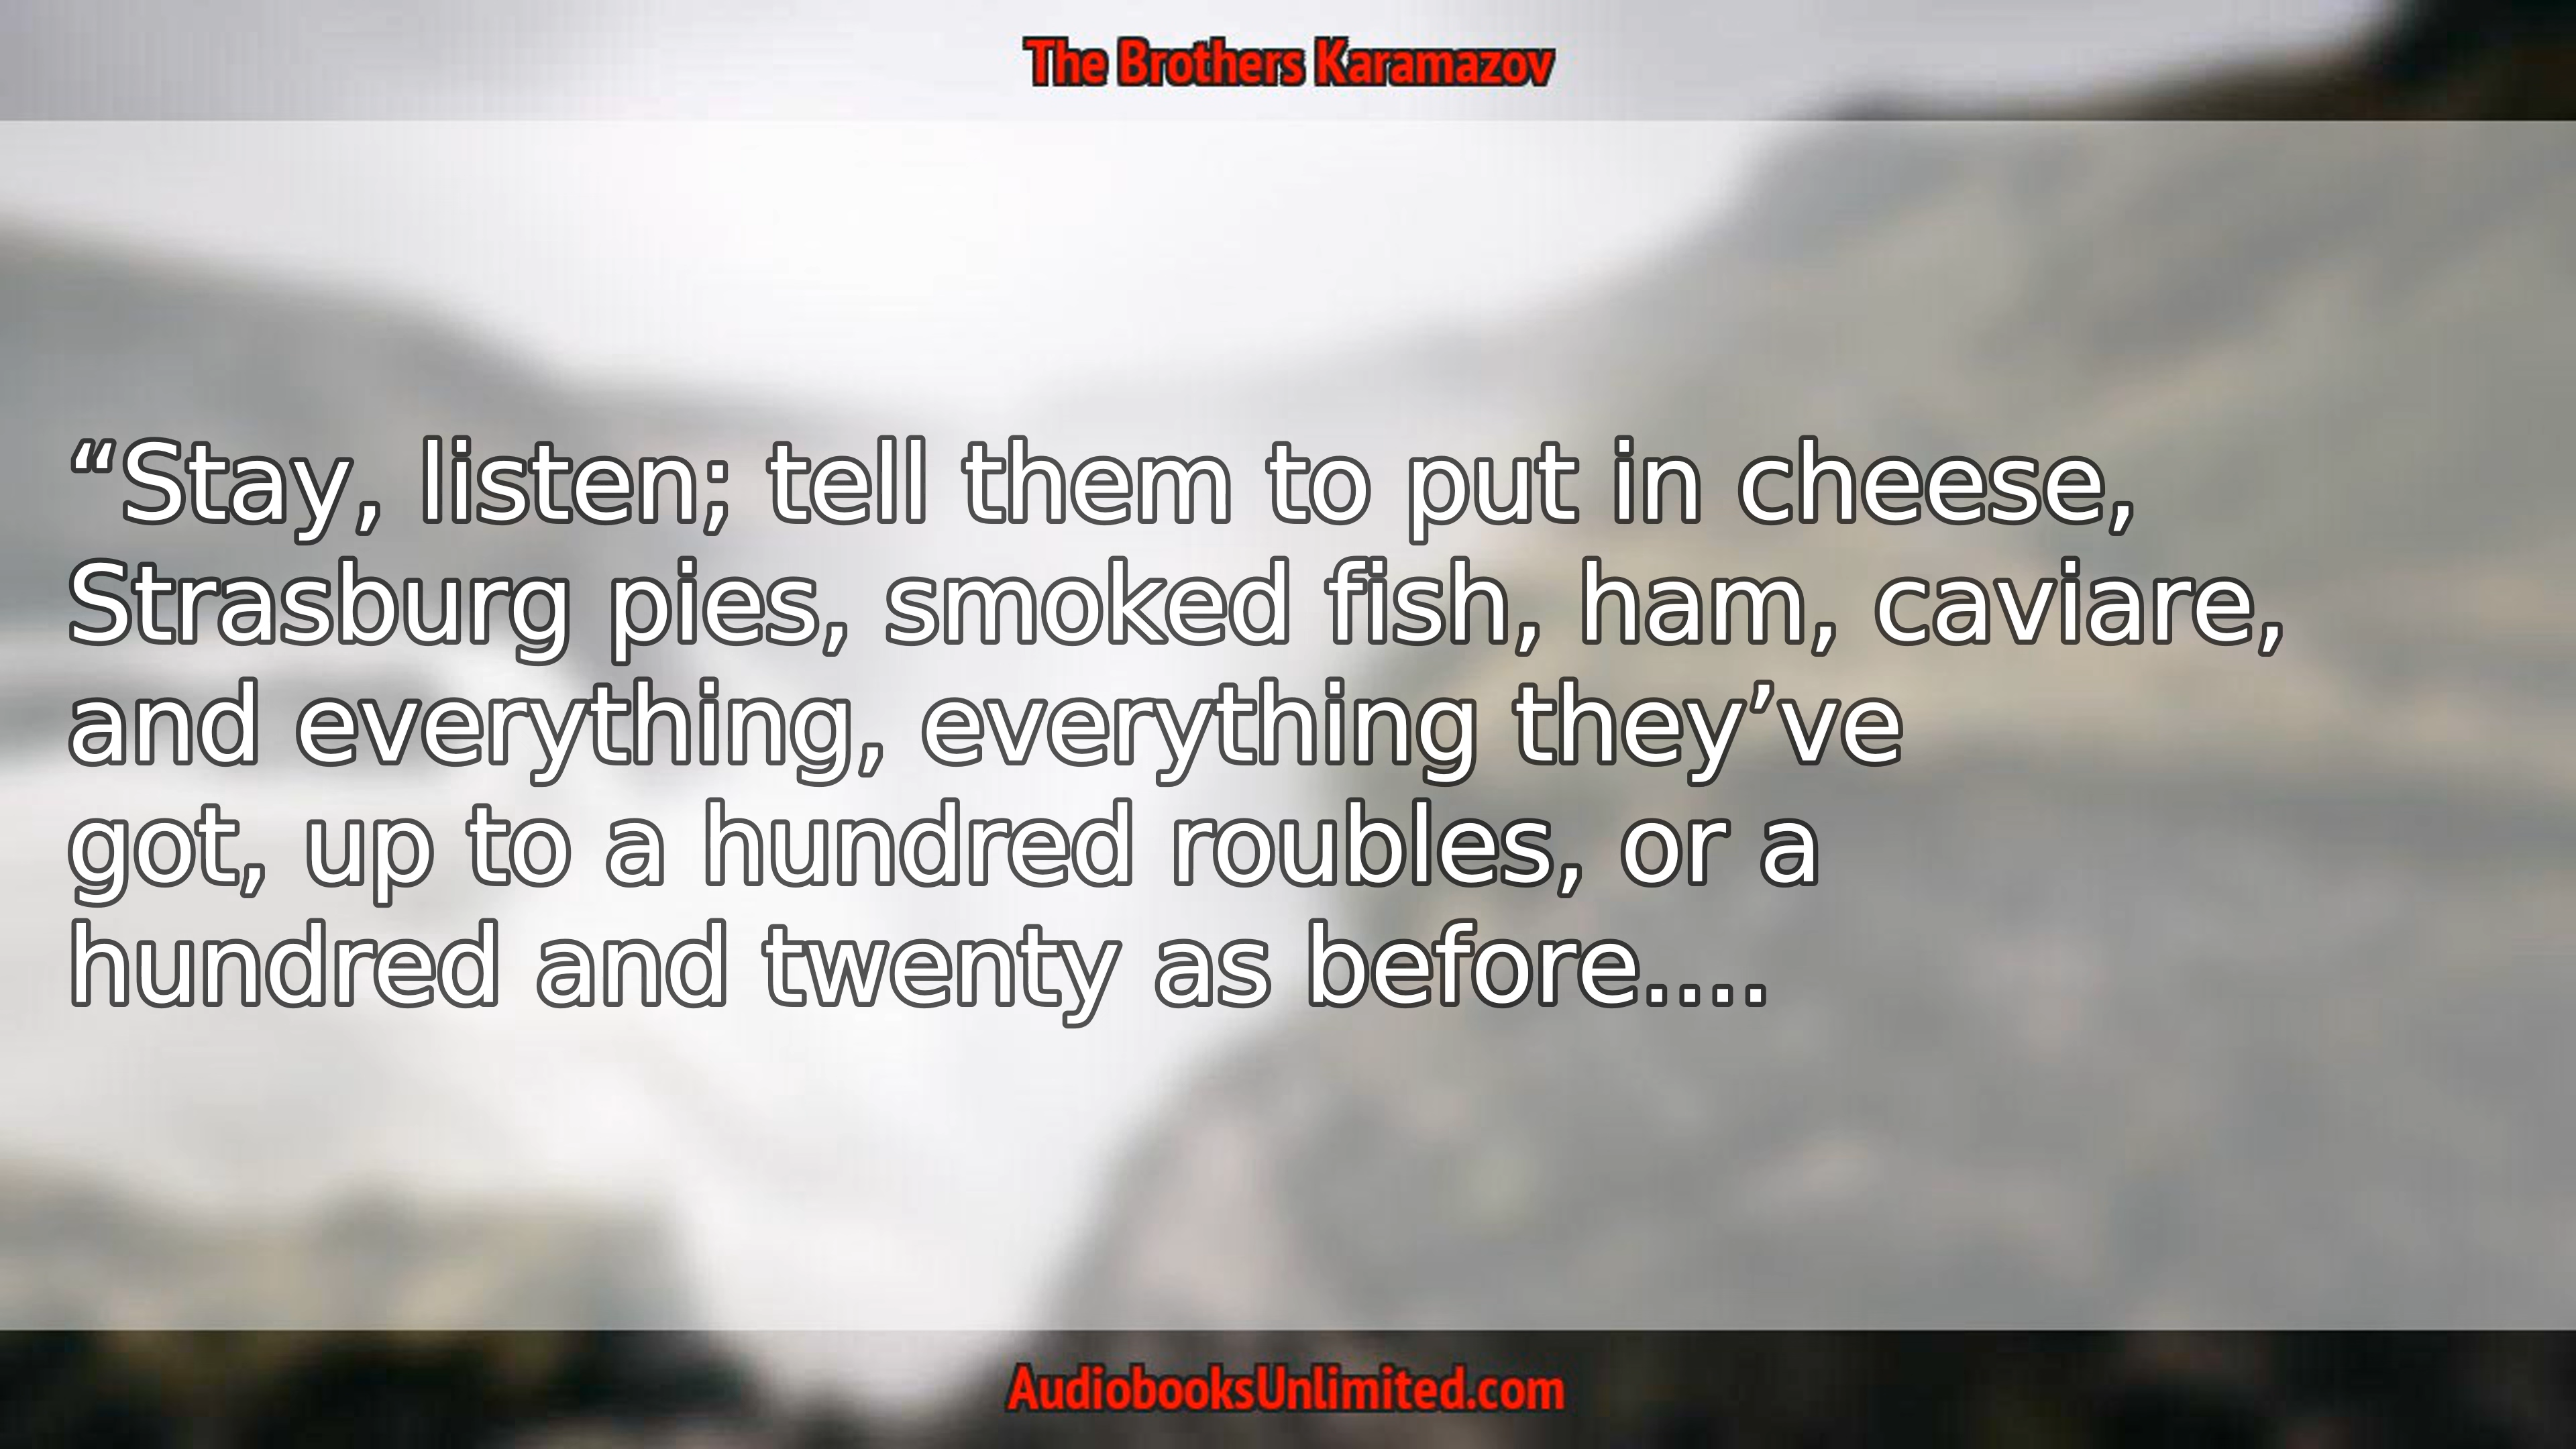 The Brothers Karamazov
“Stay, listen; tell them to put in cheese,
Strasburg pies, smoked fish, ham, caviare,
and everything, everything they’ve
got, up to a hundred roubles, or a
hundred and twenty as before....
AudiobooksUnlimited.com